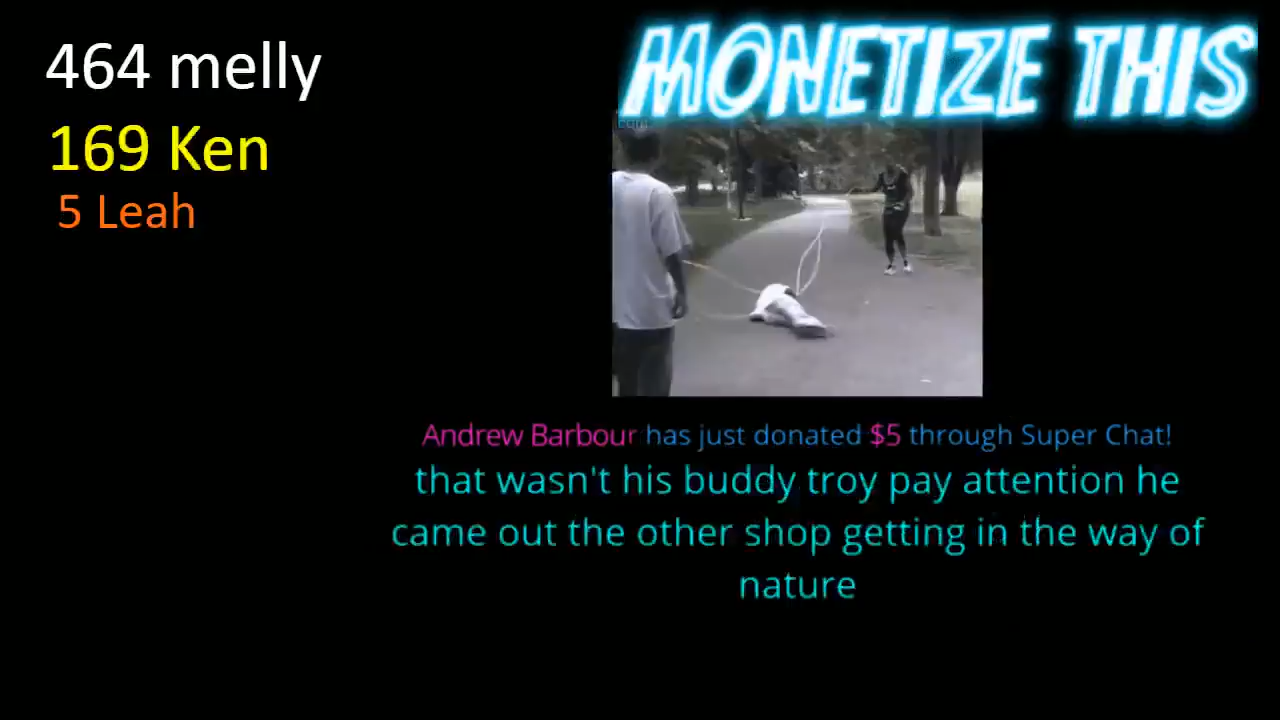 464 melly
169 Ken
5 Leah
MONETIZE THIS
Andrew Barbour has just donated $5 through Super Chat!
that wasn't his buddy troy pay attention he
came out the other shop getting in the way of
nature